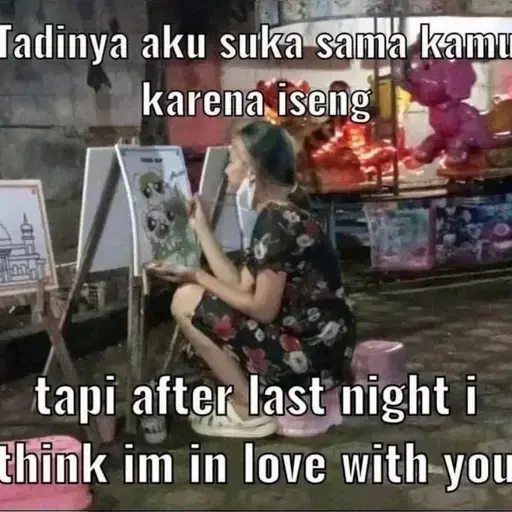 Tadinya aku suka sama kamu
karena iseng
tapi after last night i
think im in love with you